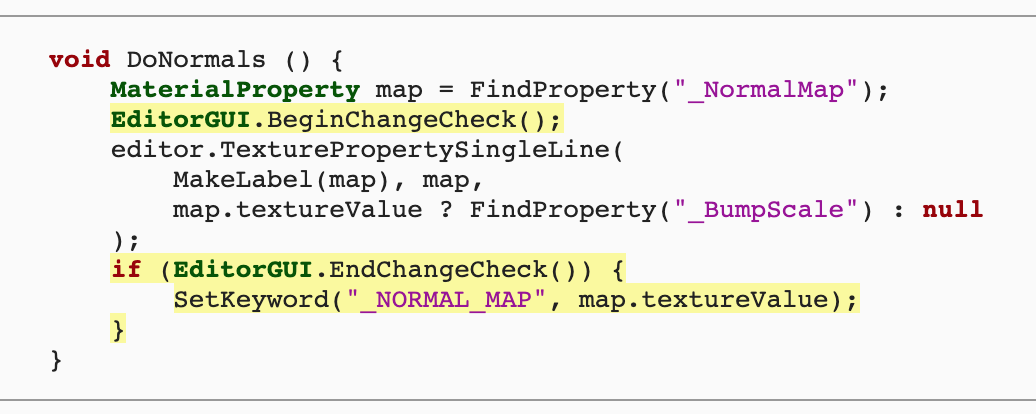 void DoNormals () {
    MaterialProperty map = FindProperty("_NormalMap");
    EditorGUI.BeginChangeCheck();
    editor.TexturePropertySingleLine(
        MakeLabel(map), map,
        map.textureValue ? FindProperty("_BumpScale") : null
    );
    if (EditorGUI.EndChangeCheck()) {
        SetKeyword("_NORMAL_MAP", map.textureValue);
    }
}